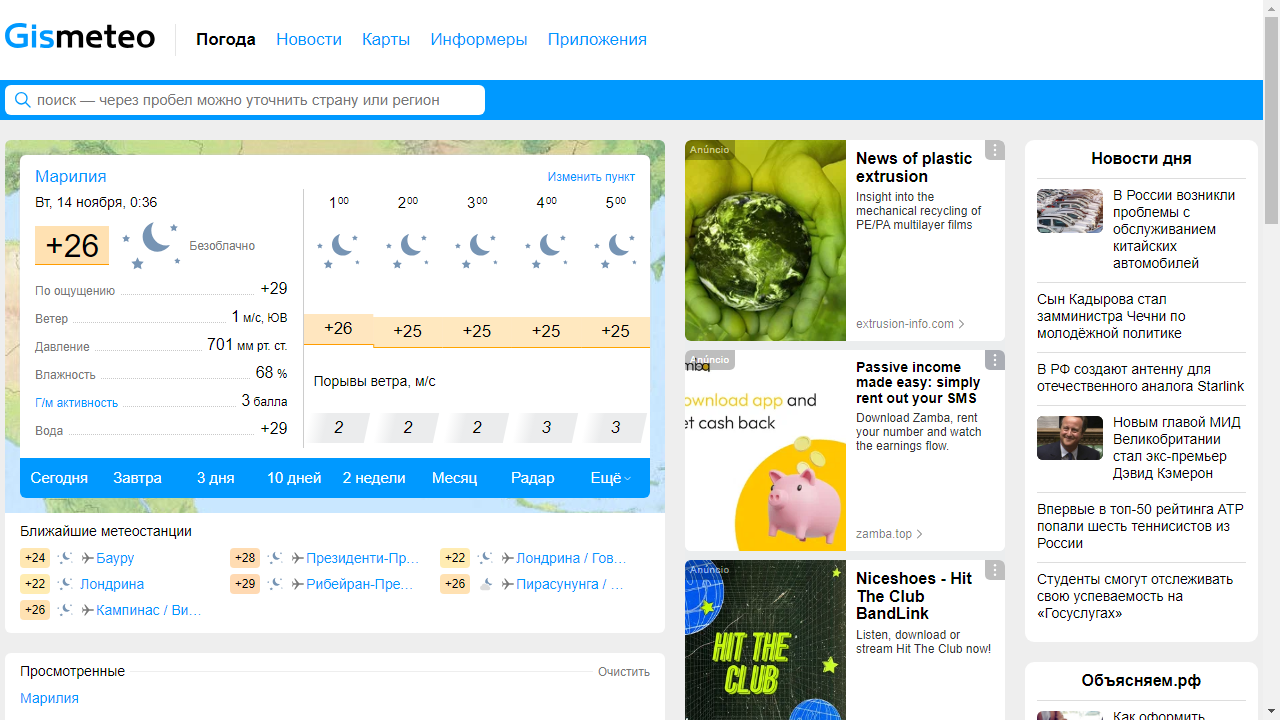 Gismeteo
Погода Новости Карты Информеры Приложения
поиск — через пробел можно уточнить страну или регион
Марилия
Изменить пункт
Вт, 14 ноября, 0:36
+26
Безоблачно
По ощущению +29
Ветер 1 м/с, ЮВ
Давление 701 мм рт. ст.
Влажность 68 %
Г/м активность 3 балла
Вода +29
1 00 2 00 3 00 4 00 5 00
+26 +25 +25 +25 +25
Порывы ветра, м/с
2 2 2 3 3
Сегодня Завтра 3 дня 10 дней 2 недели Месяц Радар Ещё
Ближайшие метеостанции
+24 Бауру
+28 Президенти-Пр…
+22 Лондрина / Гов…
+22 Лондрина
+29 Рибейран-Пре…
+26 Пирасунунга / …
+26 Кампинас / Ви…
Просмотренные
Очистить
Марилия
Anúncio
News of plastic
extrusion
Insight into the
mechanical recycling of
PE/PA multilayer films
extrusion-info.com
Anúncio
ownload app and
et cash back
Passive income
made easy: simply
rent out your SMS
Download Zamba, rent
your number and watch
the earnings flow.
zamba.top
Anúncio
HIT THE
CLUB
Niceshoes - Hit
The Club
BandLink
Listen, download or
stream Hit The Club now!
Новости дня
В России возникли
проблемы с
обслуживанием
китайских
автомобилей
Сын Кадырова стал
замминистра Чечни по
молодёжной политике
В РФ создают антенну для
отечественного аналога Starlink
Новым главой МИД
Великобритании
стал экс-премьер
Дэвид Кэмерон
Впервые в топ-50 рейтинга ATP
попали шесть теннисистов из
России
Студенты смогут отслеживать
свою успеваемость на
«Госуслугах»
Объясняем.рф
Как оформить